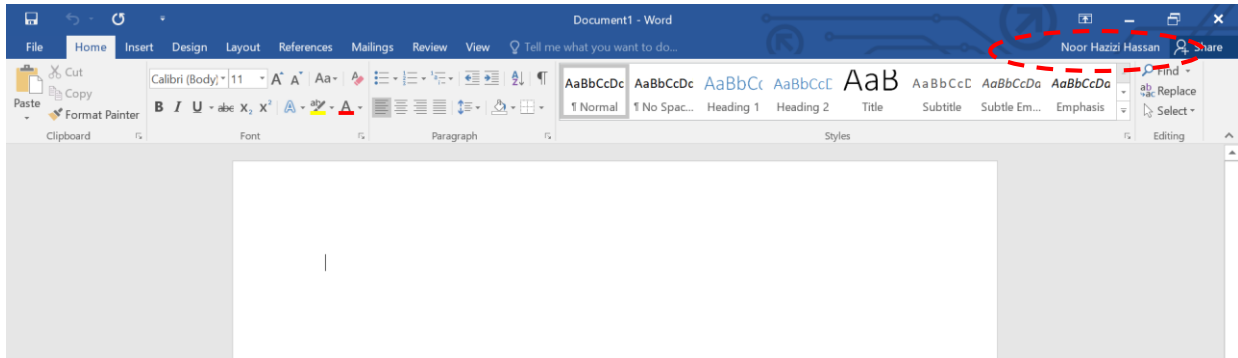 Document1 - Word
File Home Insert Design Layout References Mailings Review View Tell me what you want to do... Noor Hazizi Hassan Share
Cut
Copy
Format Painter
Paste
Calibri (Body) 11 A A Aa
B I U abc X2 X2 A aby A
AaBbCcDc AaBbCcDc AaBbCc AaBbCcE AaB AaBbCcD AaBbCcDa AaBbCcDa
¶ Normal ¶ No Spac... Heading 1 Heading 2 Title Subtitle Subtle Em... Emphasis
Find
Replace
Select
Clipboard Font Paragraph Styles Editing